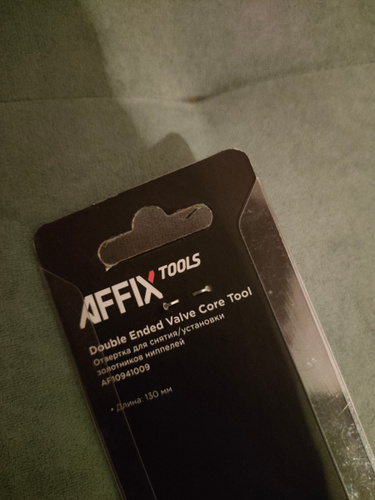 AFFIX TOOLS
Double Ended Valve Core Tool
Отвертка для снятия/установки
золотников ниппелей
AF10941009
• Длина: 130 мм